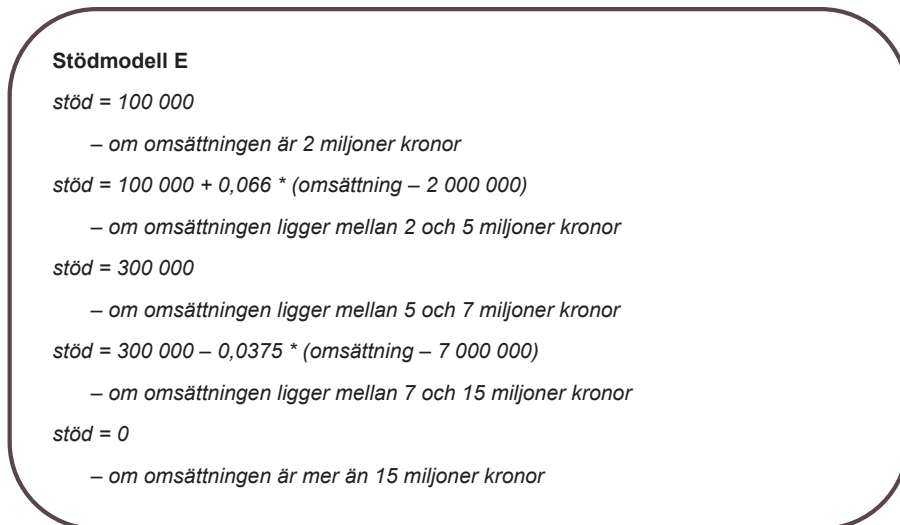 Stödmodell E
stöd = 100 000
– om omsättningen är 2 miljoner kronor
stöd = 100 000 + 0,066 * (omsättning – 2 000 000)
– om omsättningen ligger mellan 2 och 5 miljoner kronor
stöd = 300 000
– om omsättningen ligger mellan 5 och 7 miljoner kronor
stöd = 300 000 – 0,0375 * (omsättning – 7 000 000)
– om omsättningen ligger mellan 7 och 15 miljoner kronor
stöd = 0
– om omsättningen är mer än 15 miljoner kronor